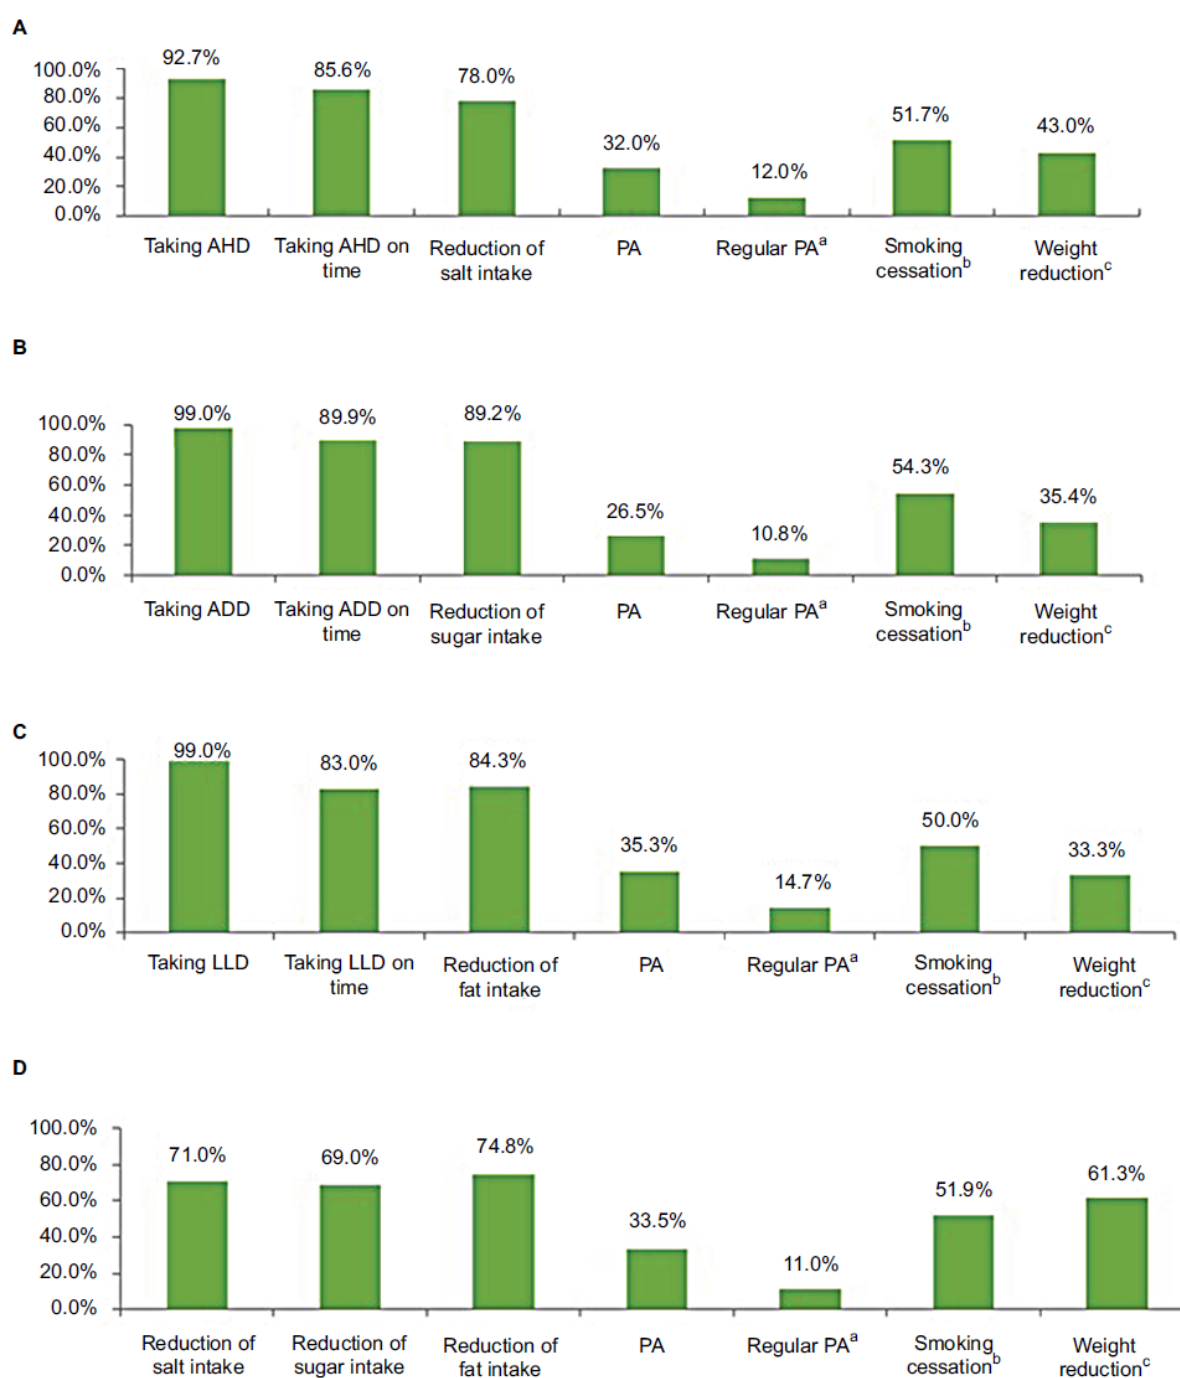 A
92.7%
85.6%
78.0%
32.0%
12.0%
51.7%
43.0%
100.0%
80.0%
60.0%
40.0%
20.0%
0.0%
Taking AHD
Taking AHD on
time
Reduction of
salt intake
PA
Regular PAa
Smoking
cessationb
Weight
reductionc
B
99.0%
89.9%
89.2%
26.5%
10.8%
54.3%
35.4%
100.0%
80.0%
60.0%
40.0%
20.0%
0.0%
Taking ADD
Taking ADD on
time
Reduction of
sugar intake
PA
Regular PAa
Smoking
cessationb
Weight
reductionc
C
99.0%
83.0%
84.3%
35.3%
14.7%
50.0%
33.3%
100.0%
80.0%
60.0%
40.0%
20.0%
0.0%
Taking LLD
Taking LLD on
time
Reduction of
fat intake
PA
Regular PAa
Smoking
cessationb
Weight
reductionc
D
71.0%
69.0%
74.8%
33.5%
11.0%
51.9%
61.3%
100.0%
80.0%
60.0%
40.0%
20.0%
0.0%
Reduction of
salt intake
Reduction of
sugar intake
Reduction of
fat intake
PA
Regular PAa
Smoking
cessationb
Weight
reductionc